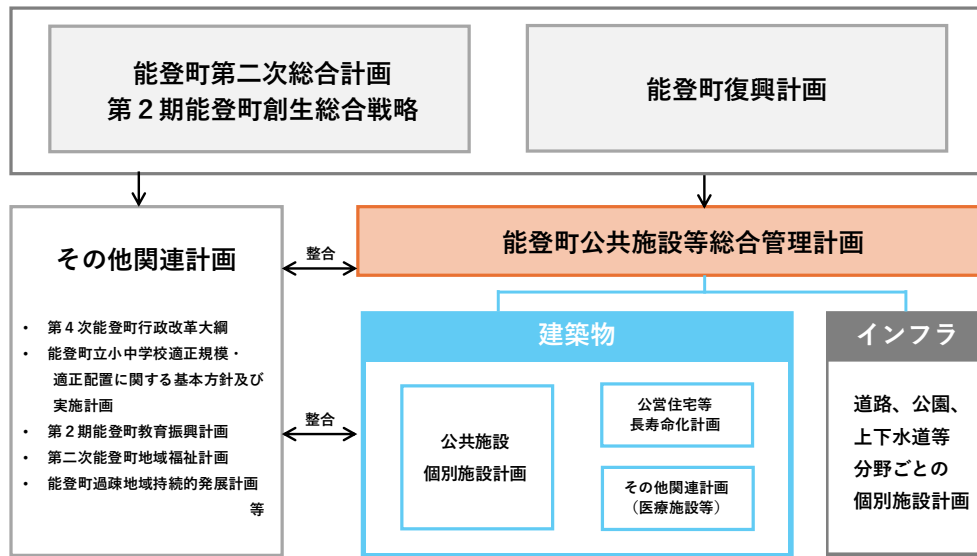 能登町第二次総合計画
第２期能登町創生総合戦略
能登町復興計画
その他関連計画
・ 第４次能登町行政改革大綱
・ 能登町立小中学校適正規模・
適正配置に関する基本方針及び
実施計画
・ 第２期能登町教育振興計画
・ 第二次能登町地域福祉計画
・ 能登町過疎地域持続的発展計画
等
整合
整合
能登町公共施設等総合管理計画
建築物
公共施設
個別施設計画
公営住宅等
長寿命化計画
その他関連計画
（医療施設等）
インフラ
道路、公園、
上下水道等
分野ごとの
個別施設計画